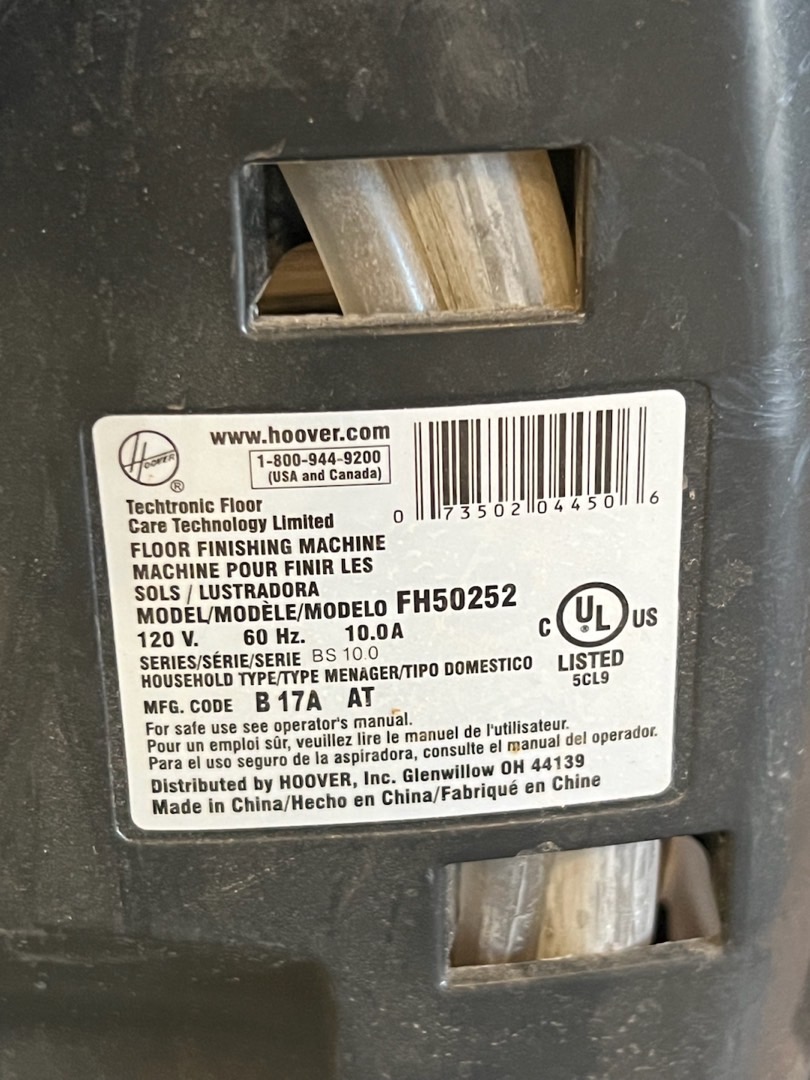 HOOVER
®
www.hoover.com
1-800-944-9200
(USA and Canada)
Techtronic Floor
Care Technology Limited
0 73502 04450 6
FLOOR FINISHING MACHINE
MACHINE POUR FINIR LES
SOLS / LUSTRADORA
MODEL/MODÈLE/MODELO FH50252
120 V. 60 Hz. 10.0A
SERIES/SÉRIE/SERIE BS 10.0
HOUSEHOLD TYPE/TYPE MENAGER/TIPO DOMESTICO
MFG. CODE B 17A AT
C UL ® US
LISTED
5CL9
For safe use see operator's manual.
Pour un emploi sûr, veuillez lire le manuel de l'utilisateur.
Para el uso seguro de la aspiradora, consulte el manual del operador.
Distributed by HOOVER, Inc. Glenwillow OH 44139
Made in China/Hecho en China/Fabriqué en Chine